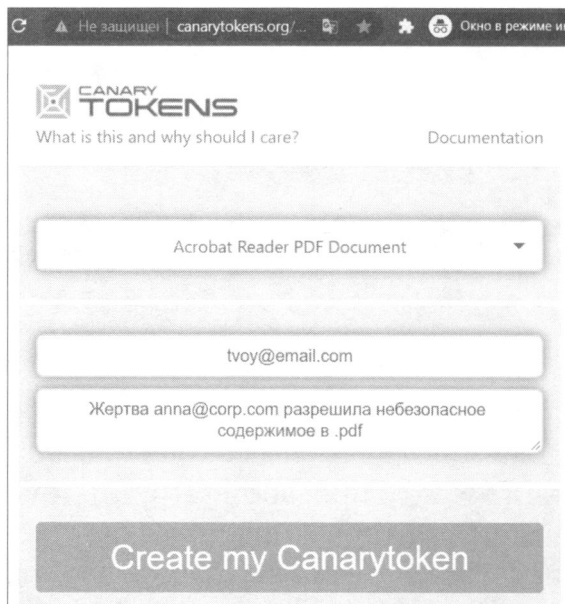 Не защищен canarytokens.org/... Окно в режиме ин
CANARY
TOKENS
What is this and why should I care? Documentation
Acrobat Reader PDF Document
tvoy@email.com
Жертва anna@corp.com разрешила небезопасное
содержимое в .pdf
Create my Canarytoken